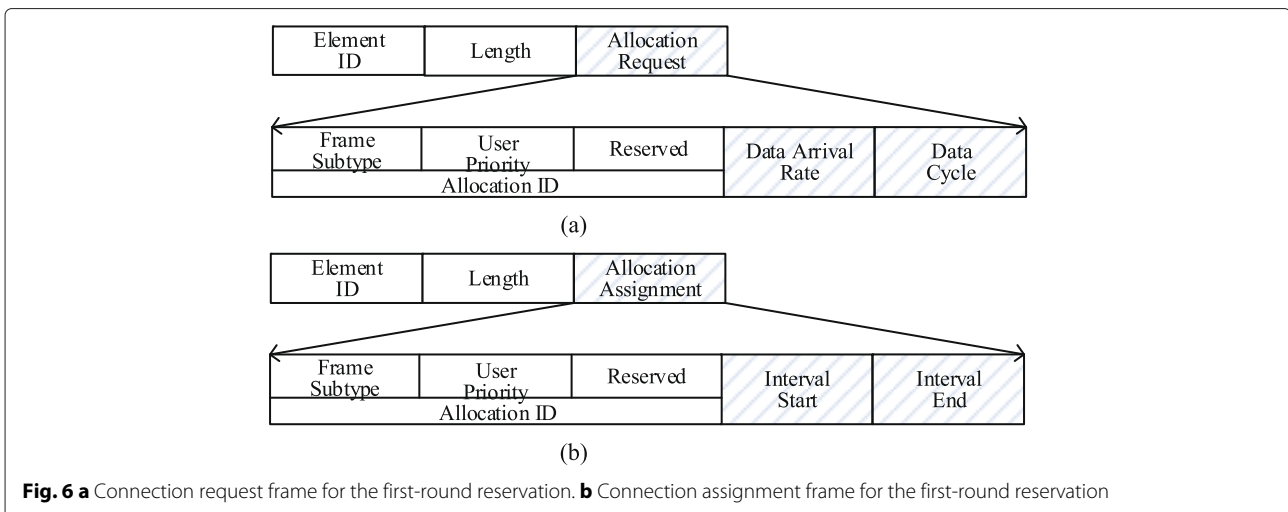 Element ID
Length
Allocation Request
Frame Subtype
User Priority
Reserved
Data Arrival Rate
Data Cycle
Allocation ID
(a)
Element ID
Length
Allocation Assignment
Frame Subtype
User Priority
Reserved
Interval Start
Interval End
Allocation ID
(b)
Fig. 6 a Connection request frame for the first-round reservation. b Connection assignment frame for the first-round reservation